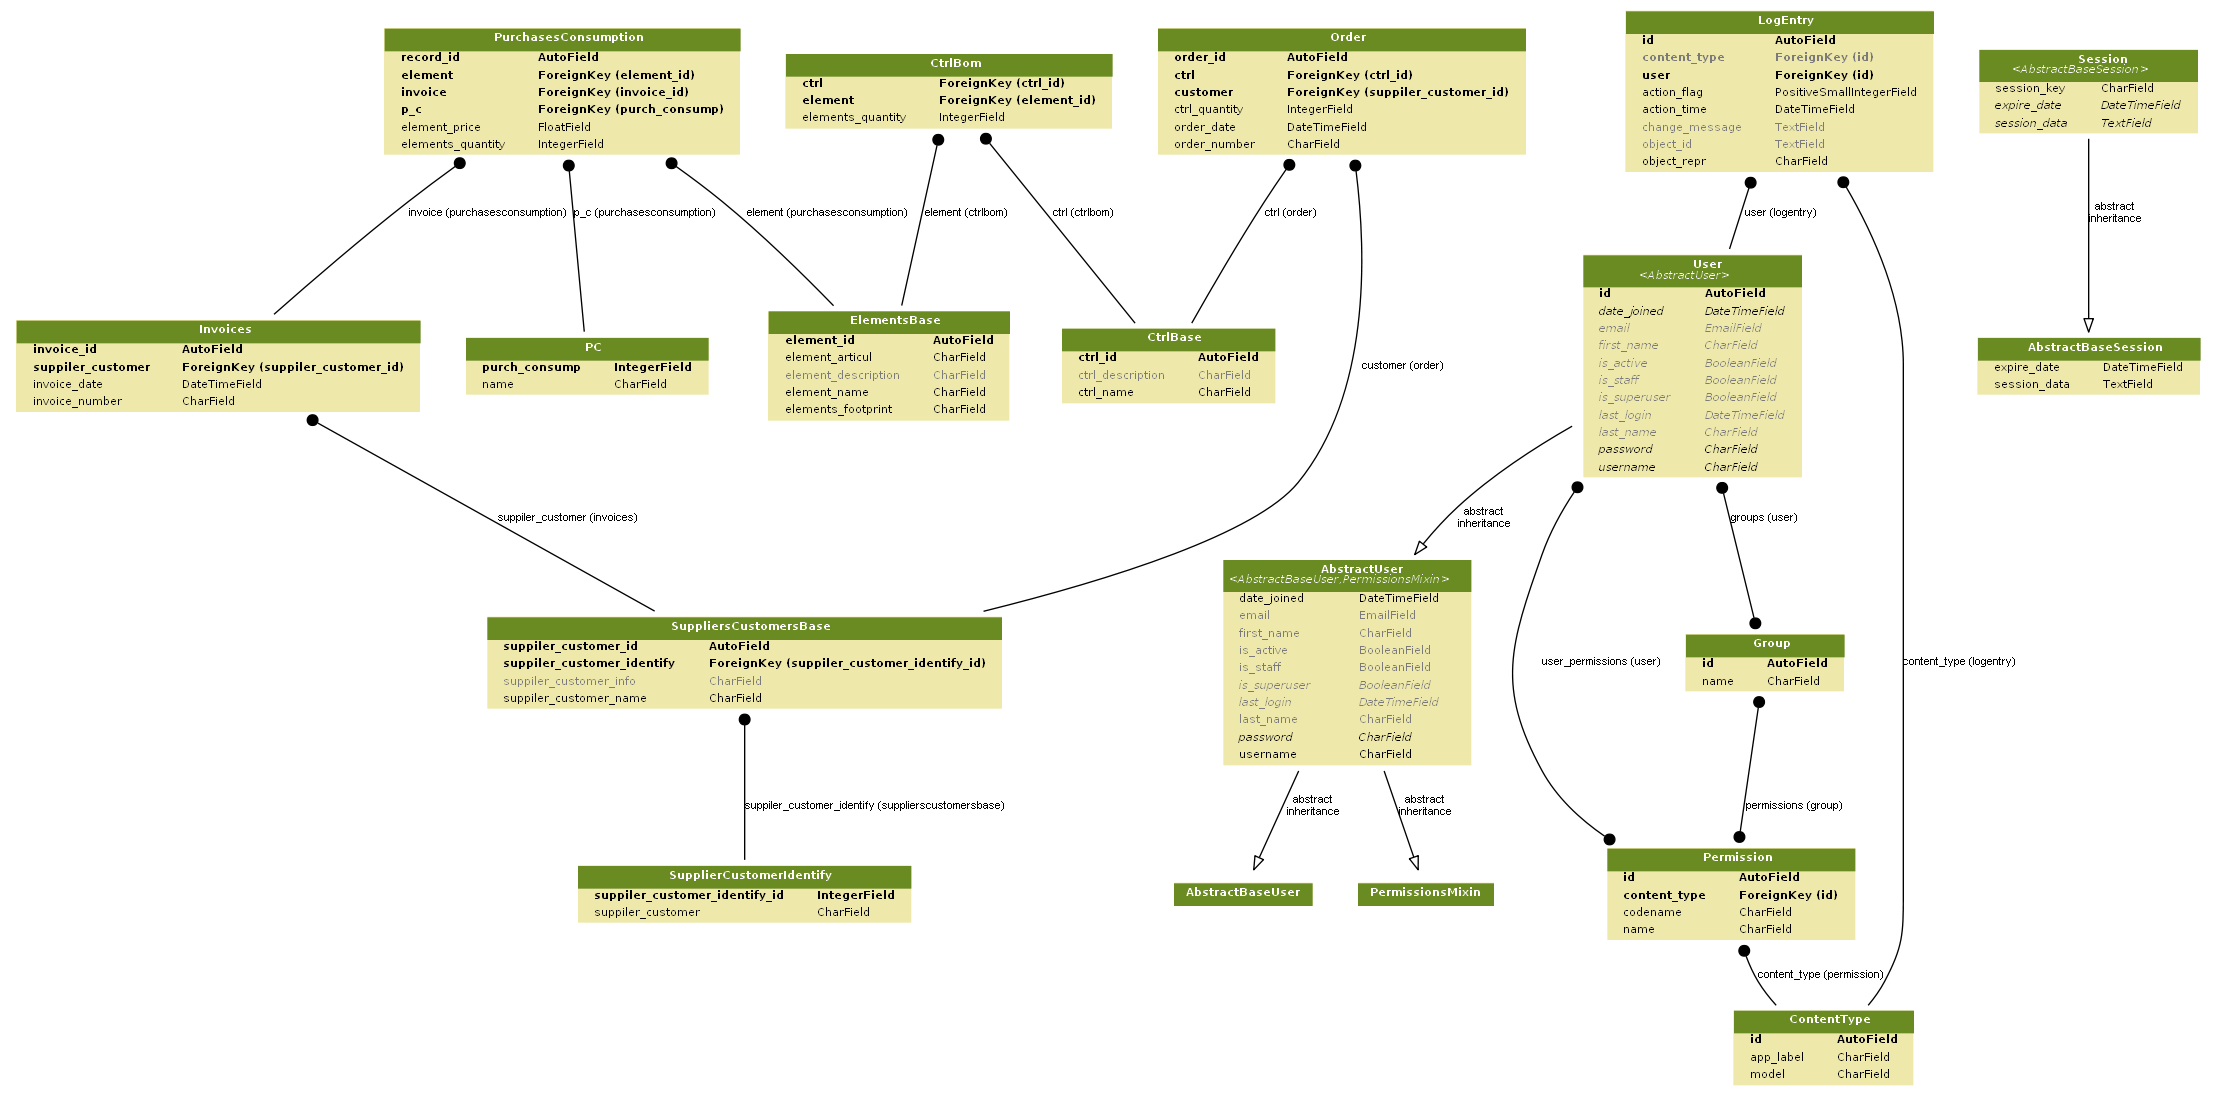 PurchasesConsumption
record_id AutoField
element ForeignKey (element_id)
invoice ForeignKey (invoice_id)
p_c ForeignKey (purch_consump)
element_price FloatField
elements_quantity IntegerField
CtrlBom
ctrl ForeignKey (ctrl_id)
element ForeignKey (element_id)
elements_quantity IntegerField
Order
order_id AutoField
ctrl ForeignKey (ctrl_id)
customer ForeignKey (suppiler_customer_id)
ctrl_quantity IntegerField
order_date DateTimeField
order_number CharField
LogEntry
id AutoField
content_type ForeignKey (id)
user ForeignKey (id)
action_flag PositiveSmallIntegerField
action_time DateTimeField
change_message TextField
object_id TextField
object_repr CharField
Session
<AbstractBaseSession>
session_key CharField
expire_date DateTimeField
session_data TextField
invoice (purchasesconsumption)
p_c (purchasesconsumption)
element (purchasesconsumption)
element (ctrlbom)
ctrl (ctrlbom)
ctrl (order)
user (logentry)
abstract
inheritance
Invoices
invoice_id AutoField
suppiler_customer ForeignKey (suppiler_customer_id)
invoice_date DateTimeField
invoice_number CharField
PC
purch_consump IntegerField
name CharField
ElementsBase
element_id AutoField
element_articul CharField
element_description CharField
element_name CharField
elements_footprint CharField
CtrlBase
ctrl_id AutoField
ctrl_description CharField
ctrl_name CharField
customer (order)
User
<AbstractUser>
id AutoField
date_joined DateTimeField
email EmailField
first_name CharField
is_active BooleanField
is_staff BooleanField
is_superuser BooleanField
last_login DateTimeField
last_name CharField
password CharField
username CharField
AbstractBaseSession
expire_date DateTimeField
session_data TextField
suppiler_customer (invoices)
abstract
inheritance
groups (user)
SuppliersCustomersBase
suppiler_customer_id AutoField
suppiler_customer_identify ForeignKey (suppiler_customer_identify_id)
suppiler_customer_info CharField
suppiler_customer_name CharField
AbstractUser
<AbstractBaseUser,PermissionsMixin>
date_joined DateTimeField
email EmailField
first_name CharField
is_active BooleanField
is_staff BooleanField
is_superuser BooleanField
last_login DateTimeField
last_name CharField
password CharField
username CharField
user_permissions (user)
Group
id AutoField
name CharField
content_type (logentry)
suppiler_customer_identify (supplierscustomersbase)
abstract
inheritance
abstract
inheritance
permissions (group)
SupplierCustomerIdentify
suppiler_customer_identify_id IntegerField
suppiler_customer CharField
AbstractBaseUser
PermissionsMixin
Permission
id AutoField
content_type ForeignKey (id)
codename CharField
name CharField
content_type (permission)
ContentType
id AutoField
app_label CharField
model CharField